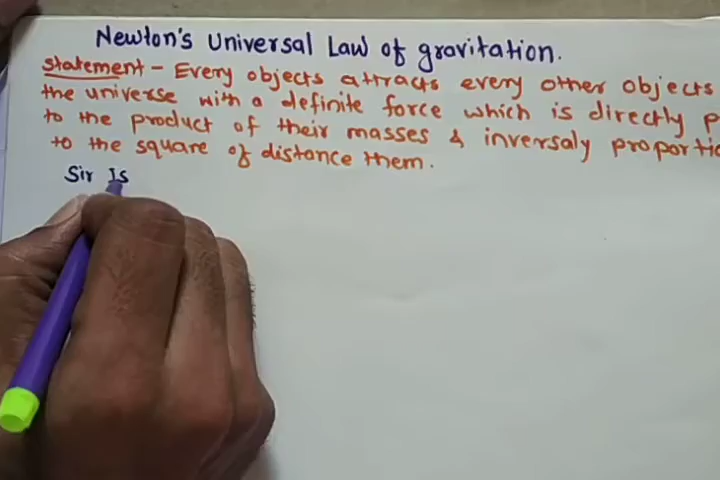 Newton's Universal Law of gravitation.
Statement - Every objects attracts every other objects
the universe with a definite force which is directly
to the product of their masses & inversaly
to the square of distance them.
Sir Is